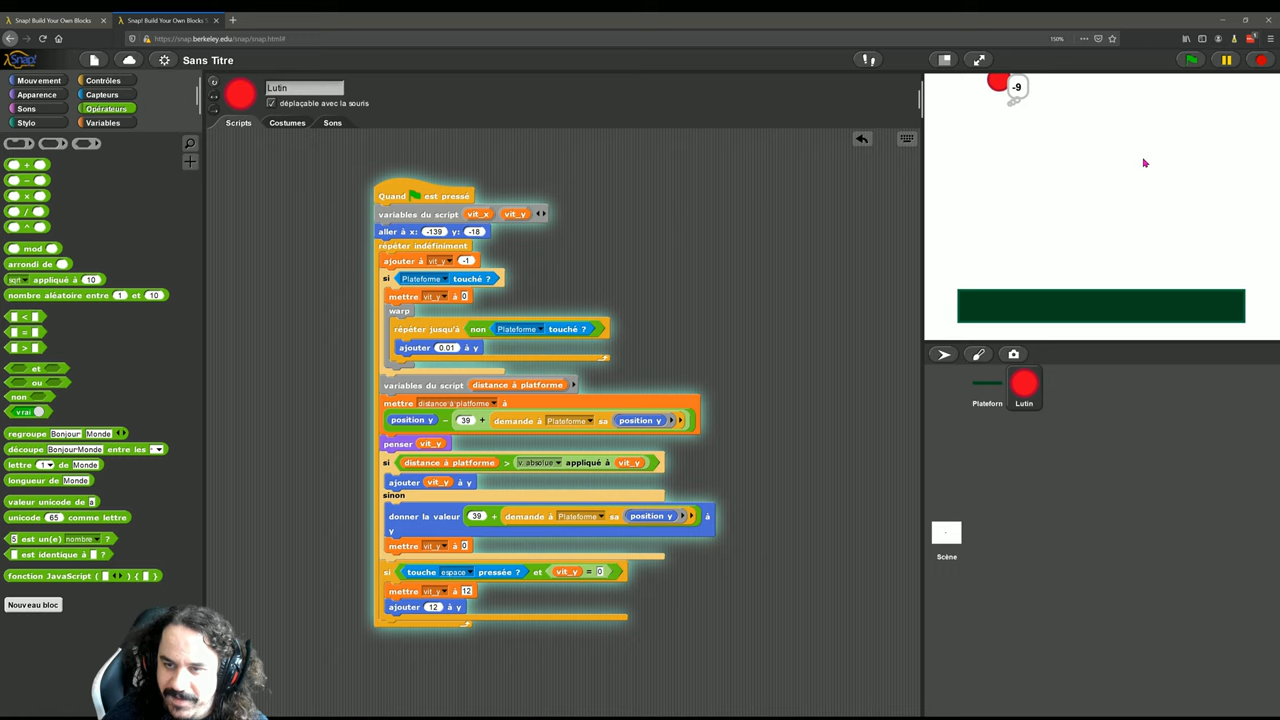 Snap! Build Your Own Blocks
Snap! Build Your Own Blocks
https://snap.berkeley.edu/snap/snap.html#
150%
Snap!
Sans Titre
Mouvement
Contrôles
Apparence
Capteurs
Sons
Opérateurs
Stylo
Variables
Lutin
déplaçable avec la souris
Scripts
Costumes
Sons
+
−
×
/
^
mod
arrondi de
sqrt appliqué à 10
nombre aléatoire entre 1 et 10
<
=
>
et
ou
non
vrai
regroupe Bonjour Monde
découpe BonjourMonde entre les
lettre 1 de Monde
longueur de Monde
valeur unicode de a
unicode 65 comme lettre
5 est un(e) nombre ?
est identique à ?
fonction JavaScript ( ) { }
Nouveau bloc
Quand est pressé
variables du script vit_x vit_y
aller à x: -139 y: -18
répéter indéfiniment
ajouter à vit_y -1
si Plateforme touché ?
mettre vit_y à 0
warp
répéter jusqu'à non Plateforme touché ?
ajouter 0.01 à y
variables du script distance à platforme
mettre distance à platforme à
position y − 39 + demande à Plateforme sa position y
penser vit_y
si distance à platforme > v. absolue appliqué à vit_y
ajouter vit_y à y
sinon
donner la valeur 39 + demande à Plateforme sa position y à
y
mettre vit_y à 0
si touche espace pressée ? et vit_y = 0
mettre vit_y à 12
ajouter 12 à y
-9
Plateforn
Lutin
Scène